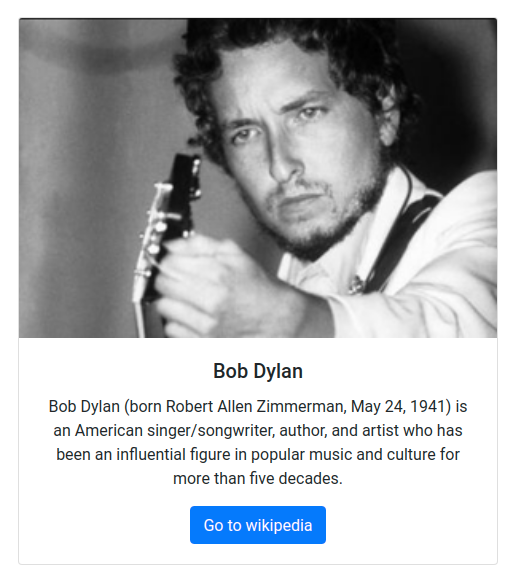 Bob Dylan
Bob Dylan (born Robert Allen Zimmerman, May 24, 1941) is
an American singer/songwriter, author, and artist who has
been an influential figure in popular music and culture for
more than five decades.
Go to wikipedia